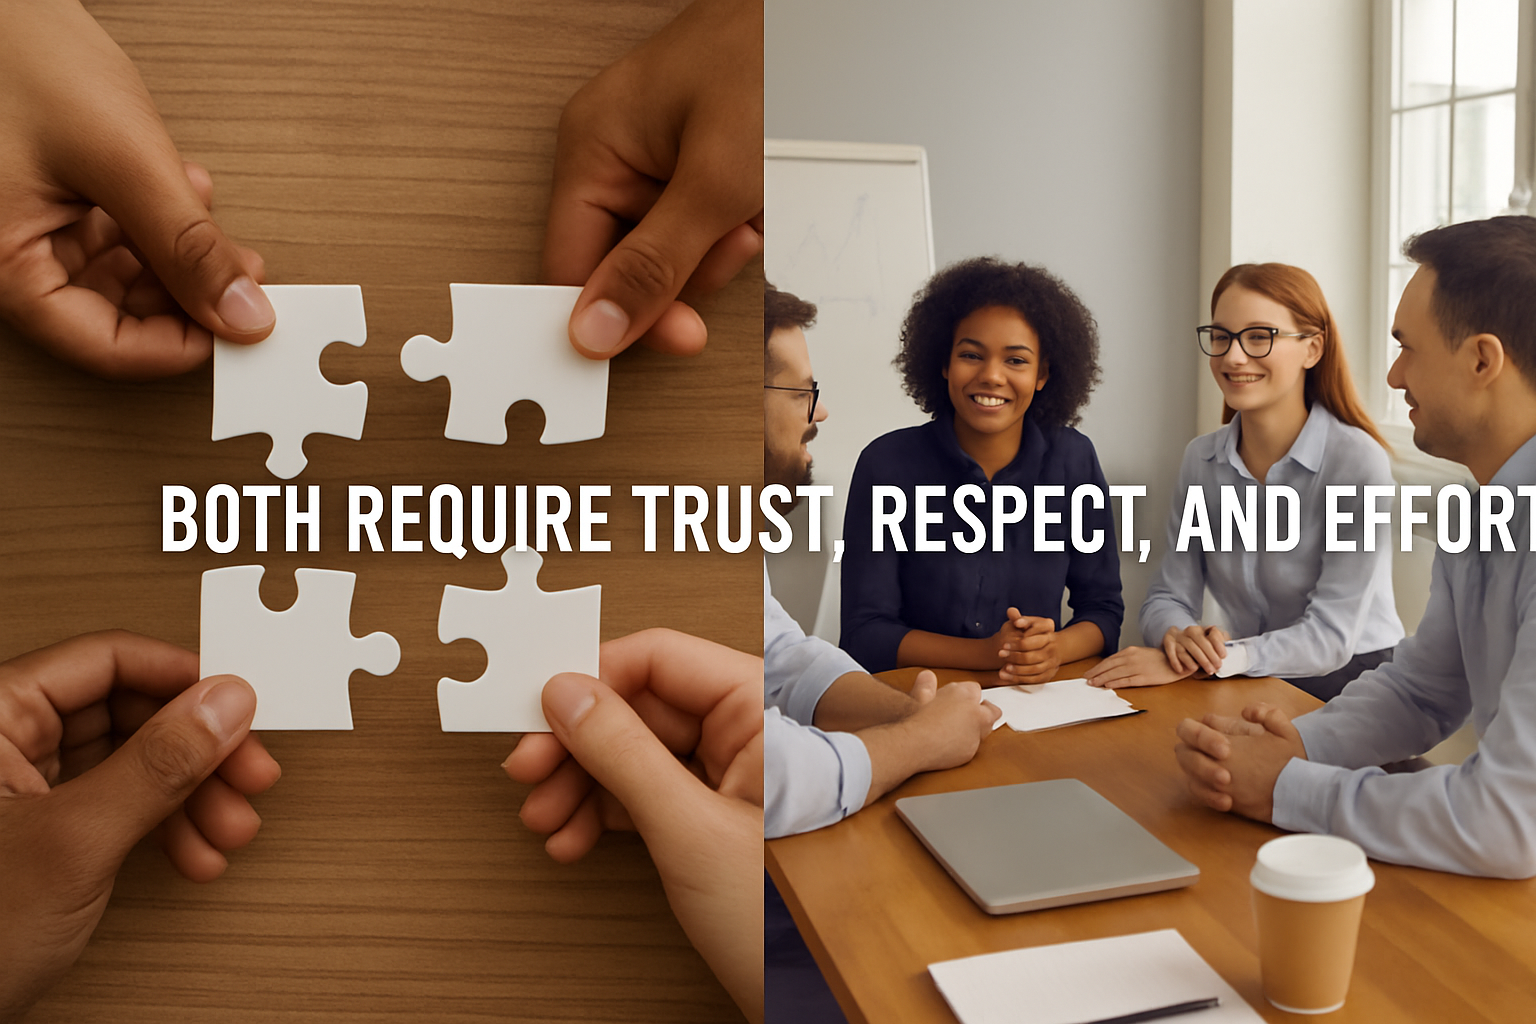 BOTH REQUIRE TRUST, RESPECT, AND EFFORT